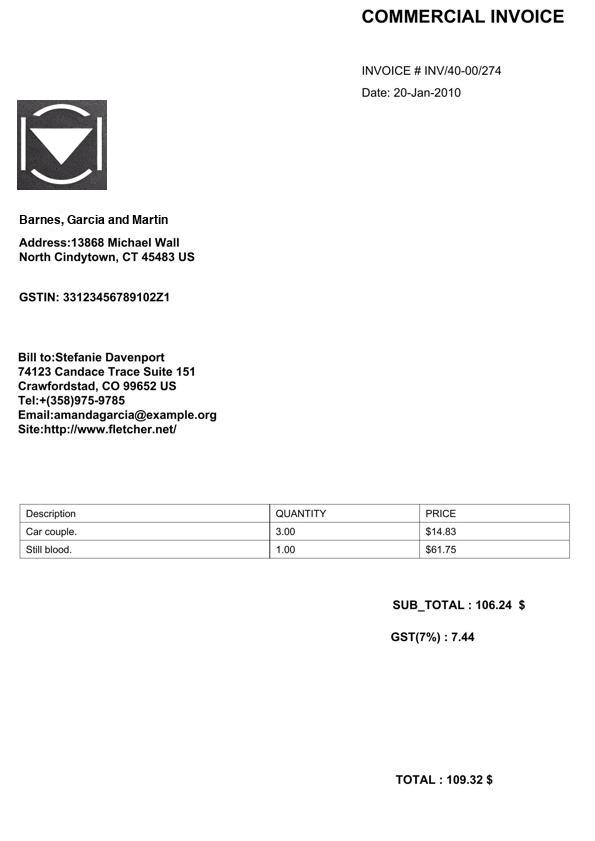 COMMERCIAL INVOICE
INVOICE # INV/40-00/274
Date: 20-Jan-2010
Barnes, Garcia and Martin
Address:13868 Michael Wall
North Cindytown, CT 45483 US
GSTIN: 33123456789102Z1
Bill to:Stefanie Davenport
74123 Candace Trace Suite 151
Crawfordstad, CO 99652 US
Tel:+(358)975-9785
Email:amandagarcia@example.org
Site:http://www.fletcher.net/
Description QUANTITY PRICE
Car couple. 3.00 $14.83
Still blood. 1.00 $61.75
SUB_TOTAL : 106.24 $
GST(7%) : 7.44
TOTAL : 109.32 $